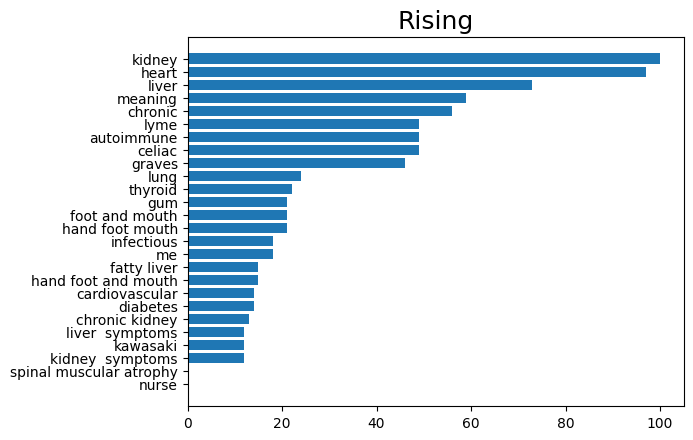 Rising
kidney
heart
liver
meaning
chronic
lyme
autoimmune
celiac
graves
lung
thyroid
gum
foot and mouth
hand foot mouth
infectious
me
fatty liver
hand foot and mouth
cardiovascular
diabetes
chronic kidney
liver  symptoms
kawasaki
kidney  symptoms
spinal muscular atrophy
nurse
0 20 40 60 80 100